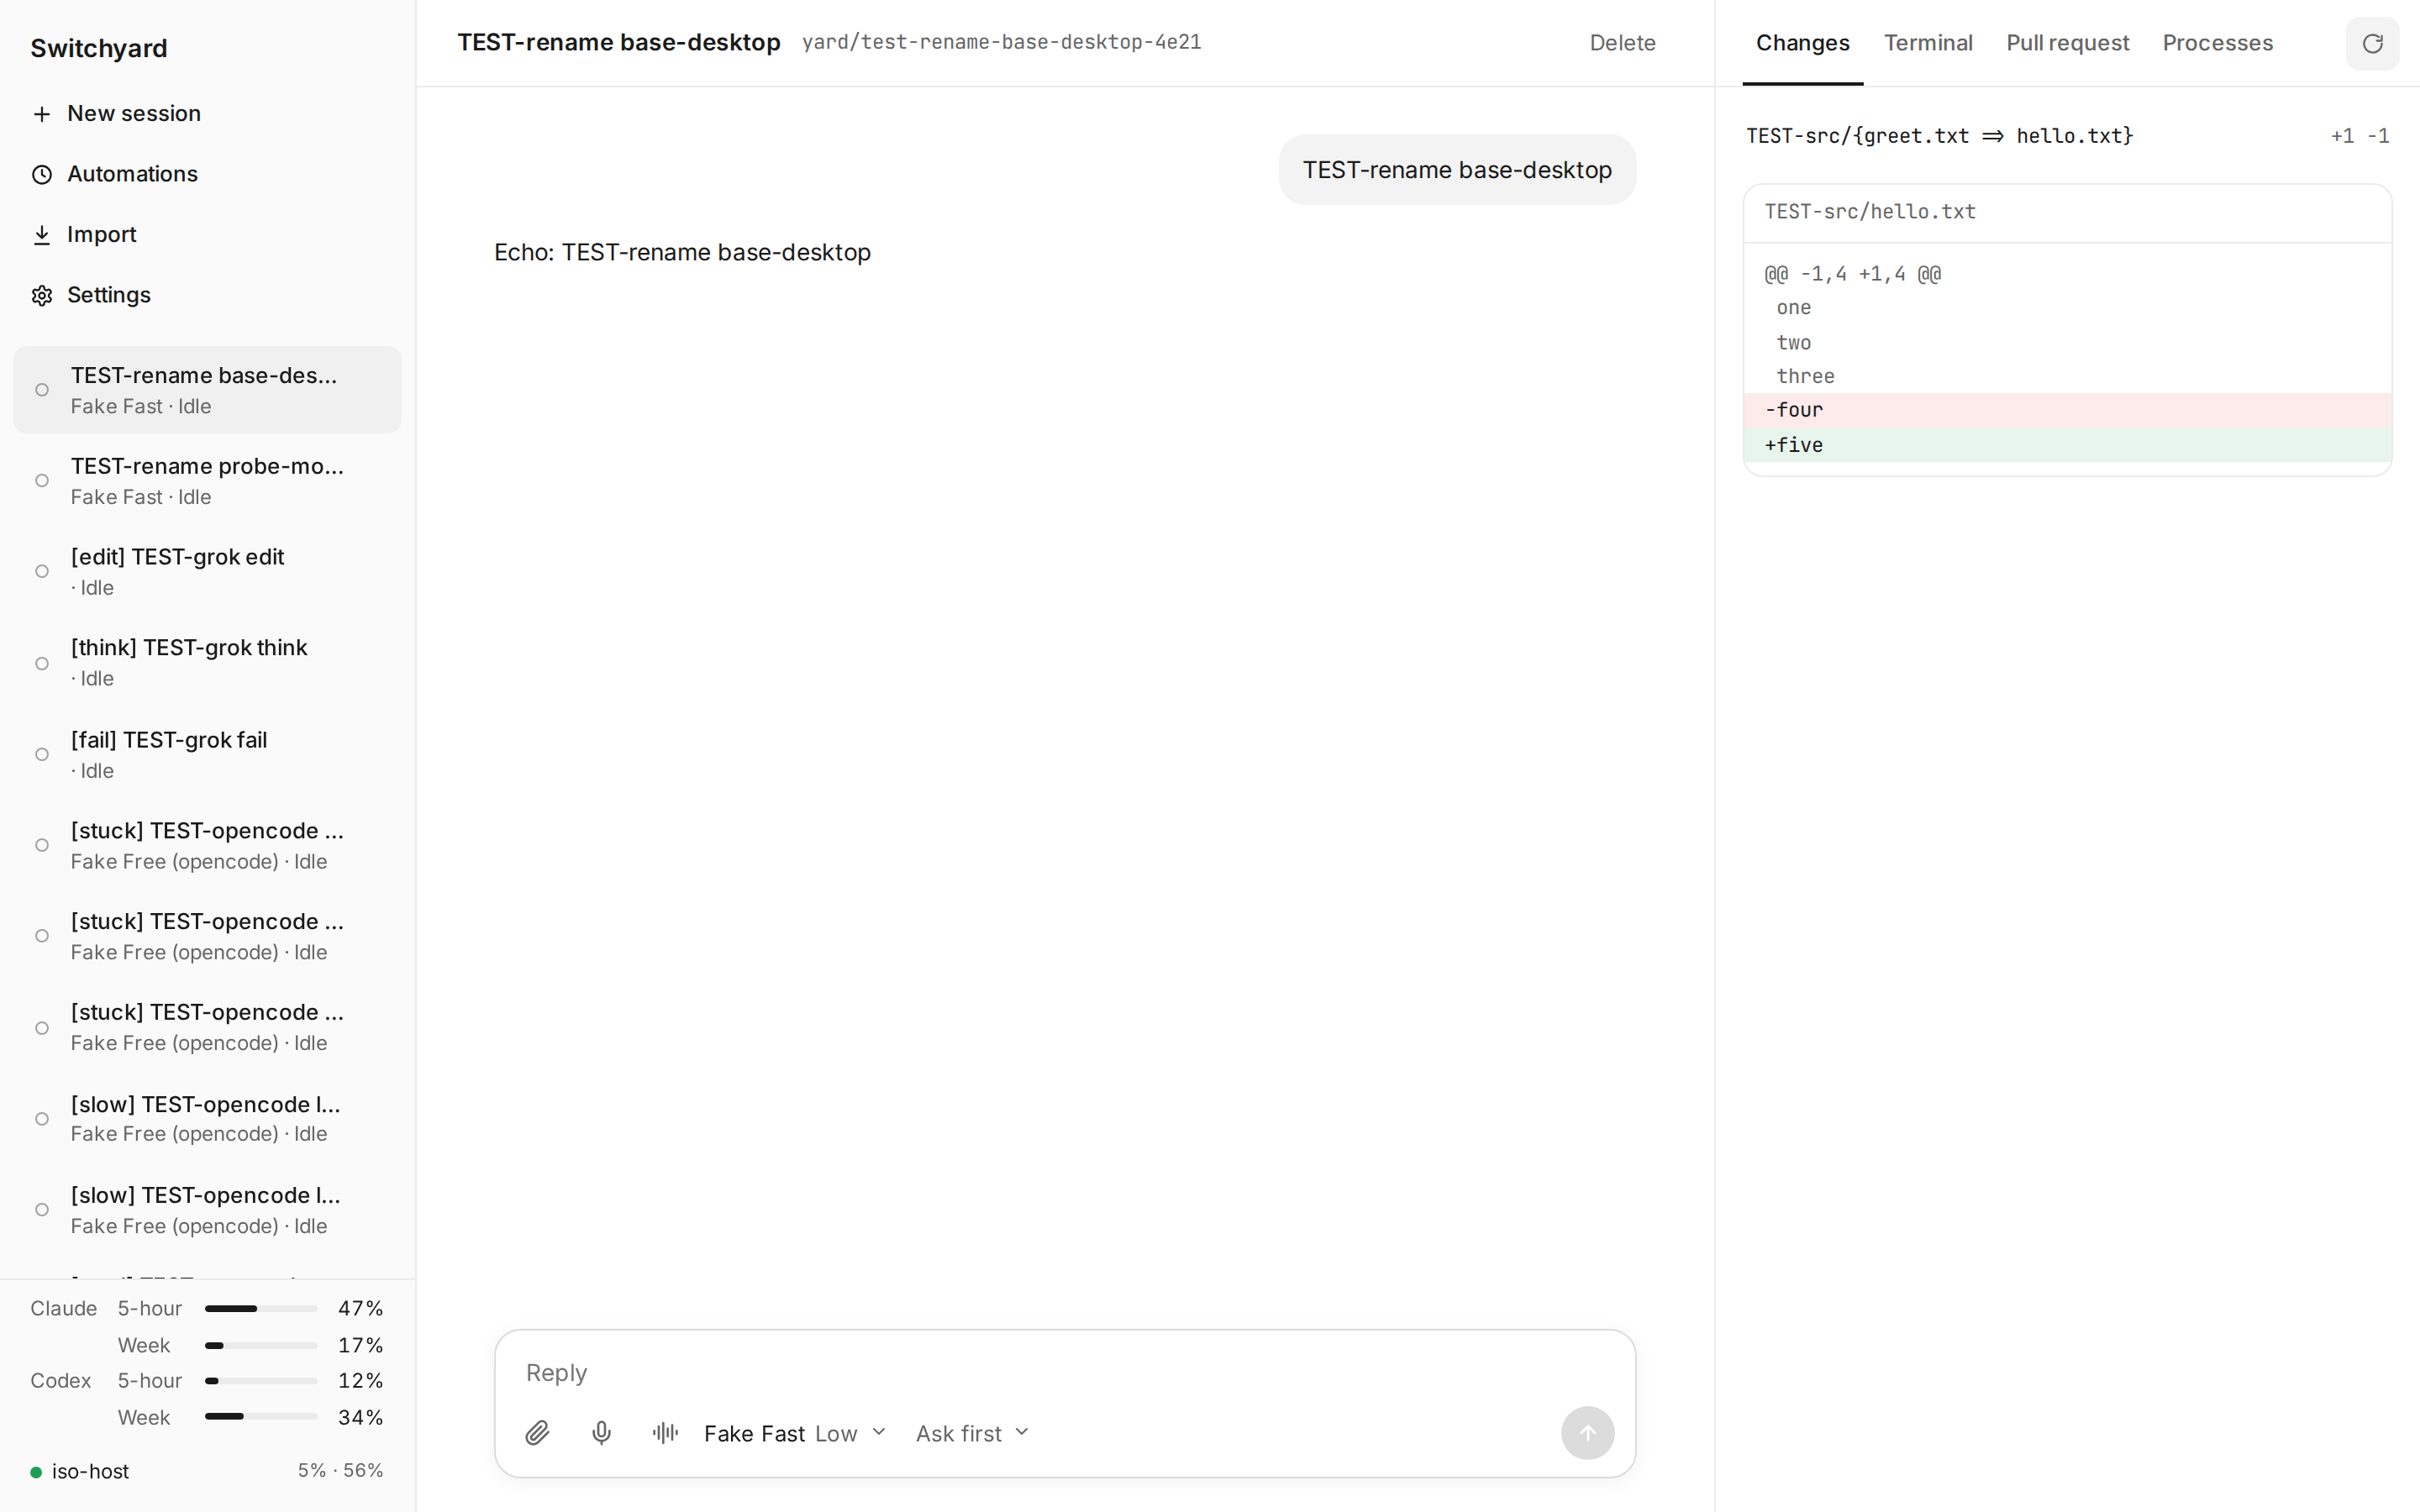 Switchyard
New session
Automations
Import
Settings
TEST-rename base-des...
Fake Fast · Idle
TEST-rename probe-mo...
Fake Fast · Idle
[edit] TEST-grok edit
· Idle
[think] TEST-grok think
· Idle
[fail] TEST-grok fail
· Idle
[stuck] TEST-opencode ...
Fake Free (opencode) · Idle
[stuck] TEST-opencode ...
Fake Free (opencode) · Idle
[stuck] TEST-opencode ...
Fake Free (opencode) · Idle
[slow] TEST-opencode l...
Fake Free (opencode) · Idle
[slow] TEST-opencode l...
Fake Free (opencode) · Idle
Claude 5-hour 47%
Week 17%
Codex 5-hour 12%
Week 34%
iso-host 5% · 56%
TEST-rename base-desktop yard/test-rename-base-desktop-4e21 Delete
TEST-rename base-desktop
Echo: TEST-rename base-desktop
Reply
Fake Fast Low Ask first
Changes Terminal Pull request Processes
TEST-src/{greet.txt => hello.txt} +1 -1
TEST-src/hello.txt
@@ -1,4 +1,4 @@
one
two
three
-four
+five